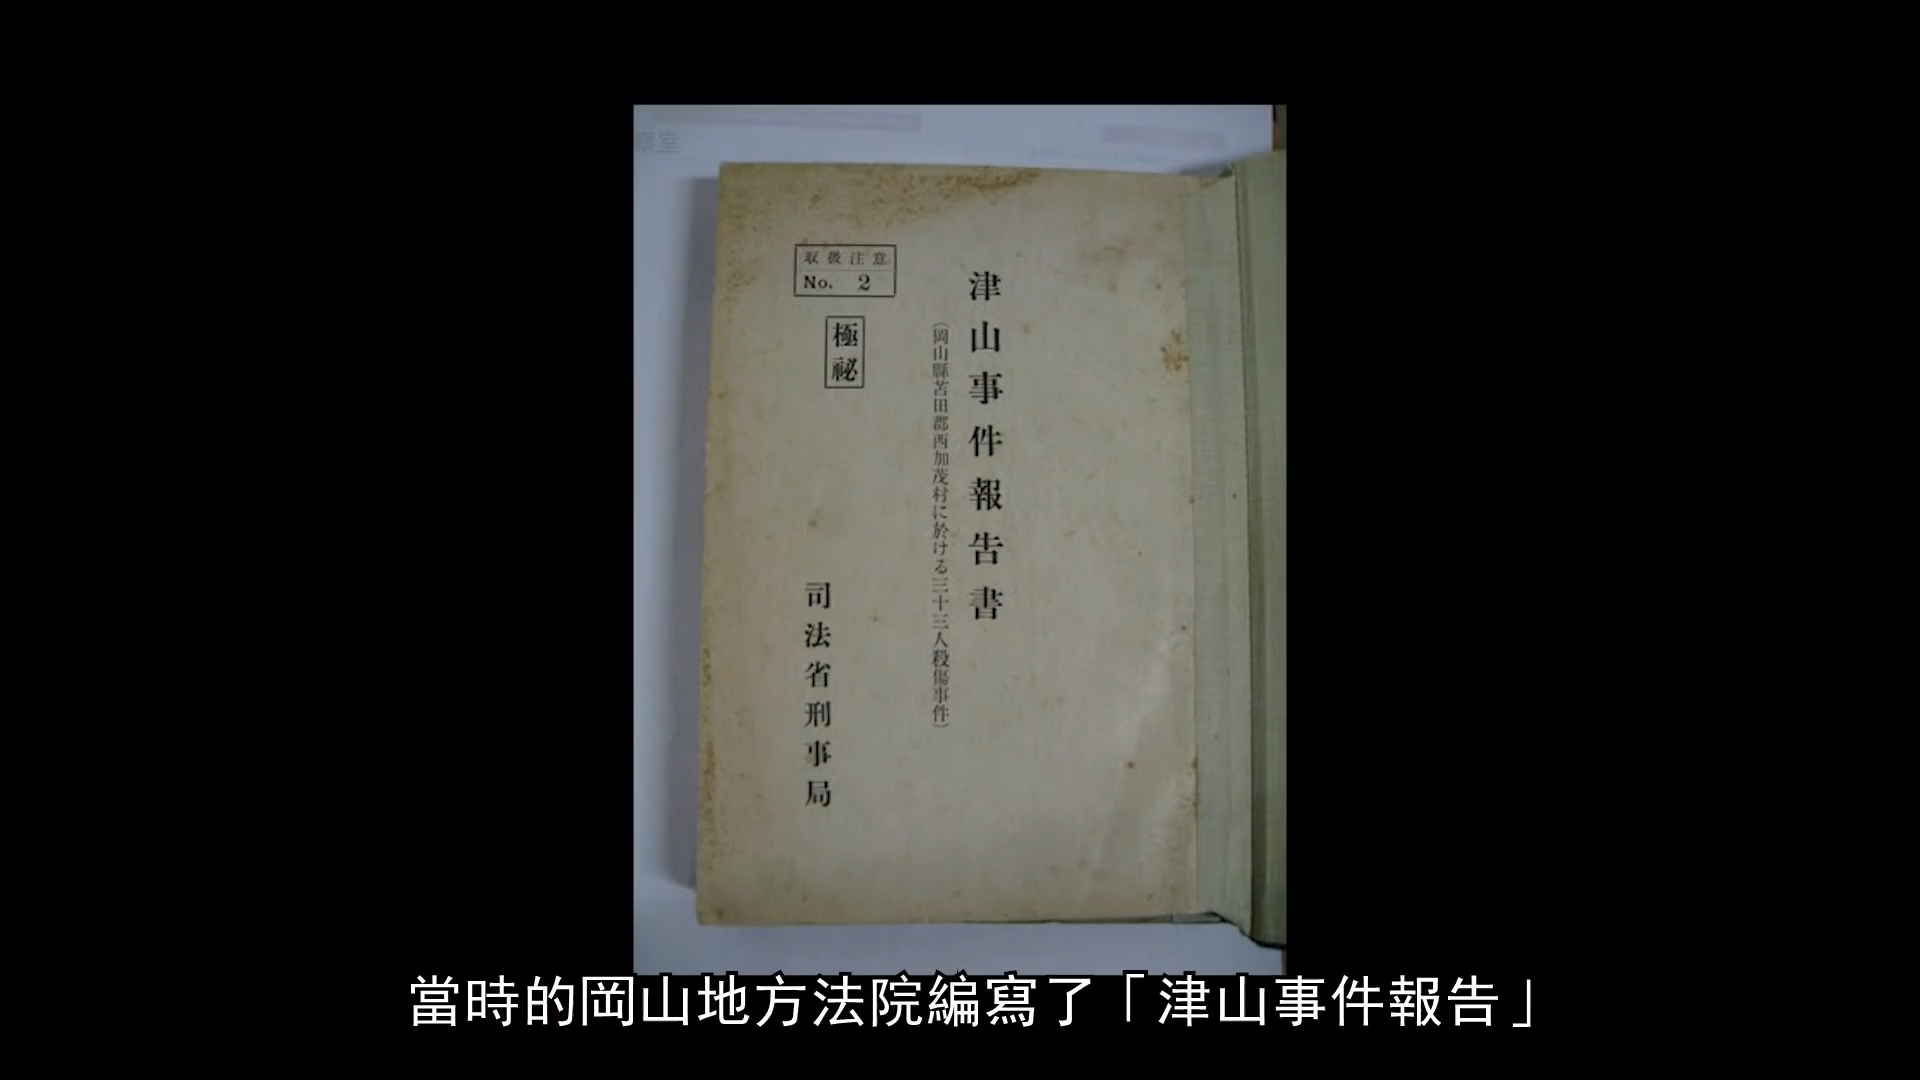 察室
津山事件報告書
(岡山縣苫田郡西加茂村に於ける三十三人殺傷事件)
取扱注意
No. 2
極祕
司法省刑事局
當時的岡山地方法院編寫了「津山事件報告」